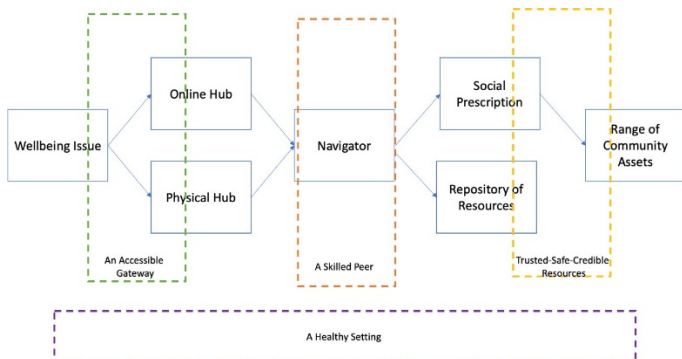 Wellbeing Issue
Online Hub
Physical Hub
An Accessible
Gateway
Navigator
A Skilled Peer
Social
Prescription
Repository of
Resources
Trusted-Safe-Credible
Resources
Range of
Community
Assets
A Healthy Setting